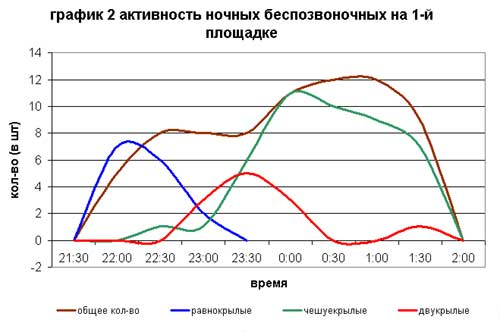 график 2 активность ночных беспозвоночных на 1-й
площадке
14
12
10
8
6
4
2
0
-2
кол-во (в шт)
21:30 22:00 22:30 23:00 23:30 0:00 0:30 1:00 1:30 2:00
время
общее кол-во равнокрылые чешуекрылые двукрылые